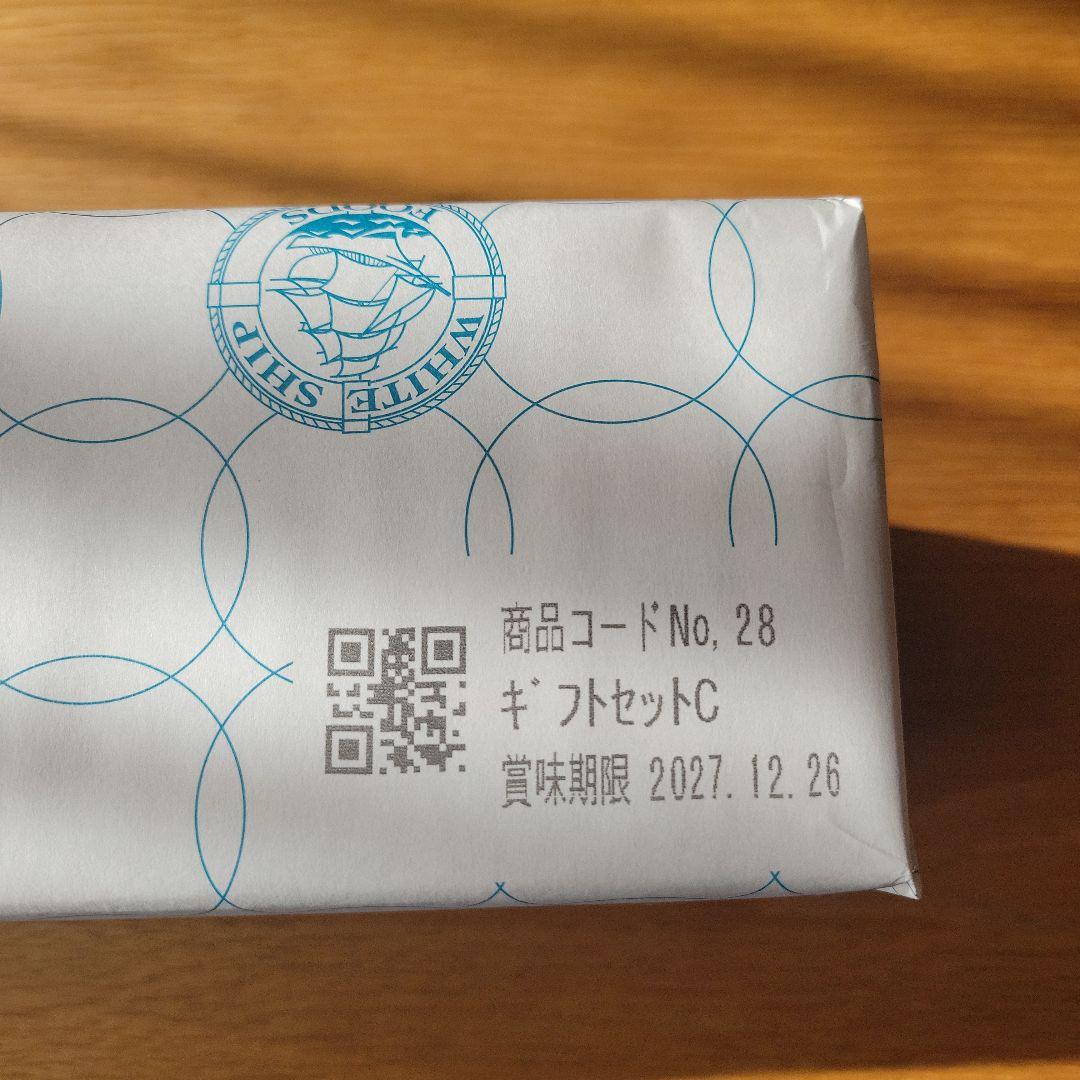 WHITE SHIP
FOODS
商品コードNo, 28
ギフトセットC
賞味期限 2027. 12. 26